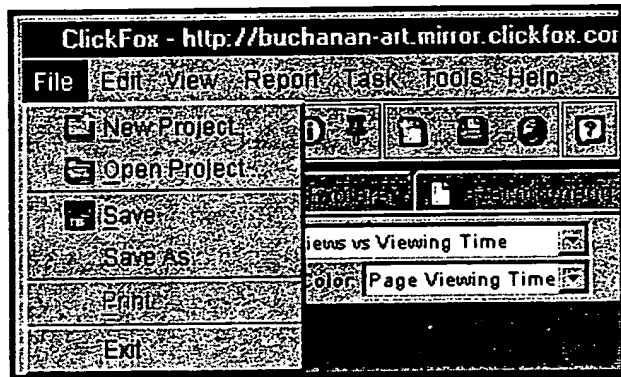 ClickFox - http://buchanan-art.mirror.clickfox.cor
File Edit View Report Task Tools Help
New Project
Open Project
Save
iews vs Viewing Time
Save As
Color Page Viewing Time
Print
Exit